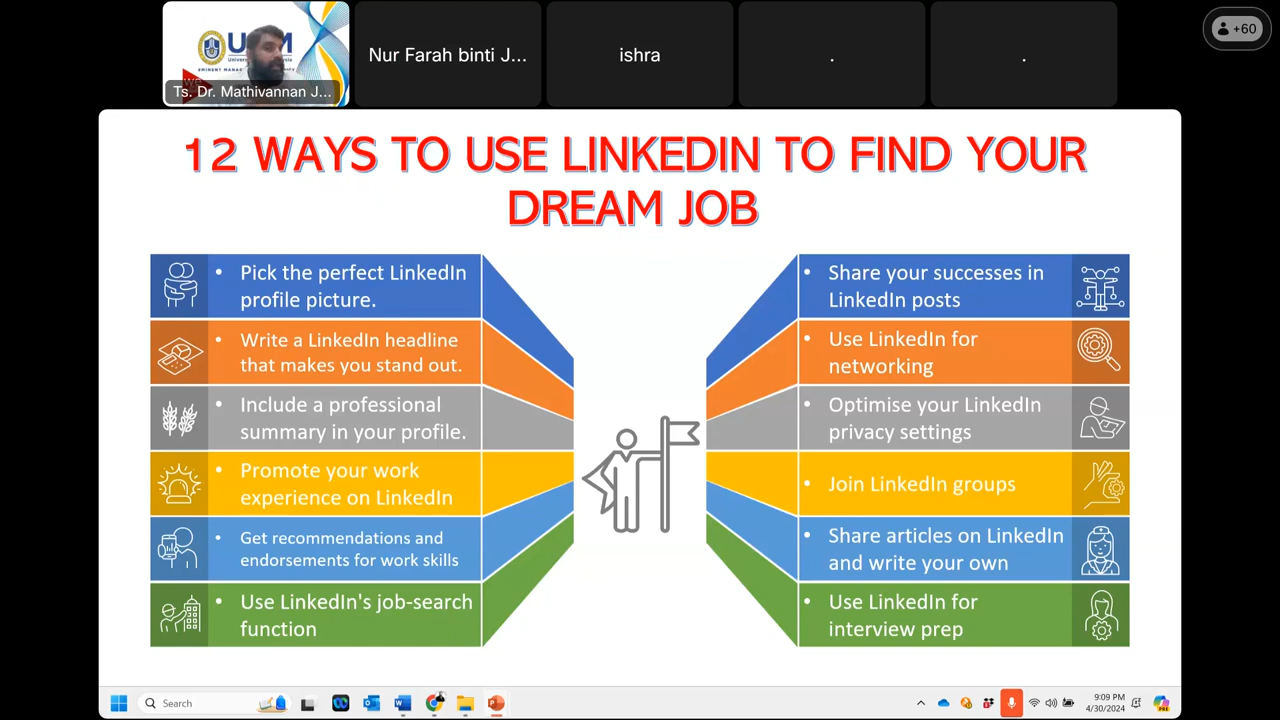 Ts. Dr. Mathivannan J...
Nur Farah binti J...
ishra
.
.
+60
12 WAYS TO USE LINKEDIN TO FIND YOUR
DREAM JOB
• Pick the perfect LinkedIn
profile picture.
• Write a LinkedIn headline
that makes you stand out.
• Include a professional
summary in your profile.
• Promote your work
experience on LinkedIn
• Get recommendations and
endorsements for work skills
• Use LinkedIn's job-search
function
• Share your successes in
LinkedIn posts
• Use LinkedIn for
networking
• Optimise your LinkedIn
privacy settings
• Join LinkedIn groups
• Share articles on LinkedIn
and write your own
• Use LinkedIn for
interview prep
Search
9:09 PM
4/30/2024